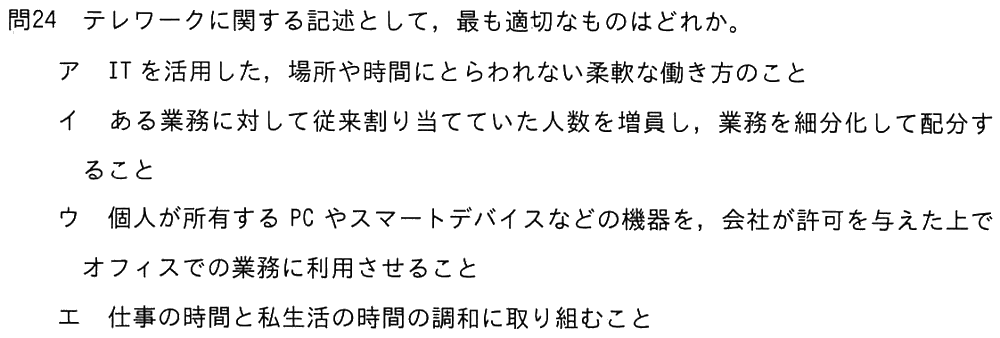 問24 テレワークに関する記述として，最も適切なものはどれか。
ア ITを活用した，場所や時間にとらわれない柔軟な働き方のこと
イ ある業務に対して従来割り当てていた人数を増員し，業務を細分化して配分す
ること
ウ 個人が所有する PC やスマートデバイスなどの機器を，会社が許可を与えた上で
オフィスでの業務に利用させること
エ 仕事の時間と私生活の時間の調和に取り組むこと